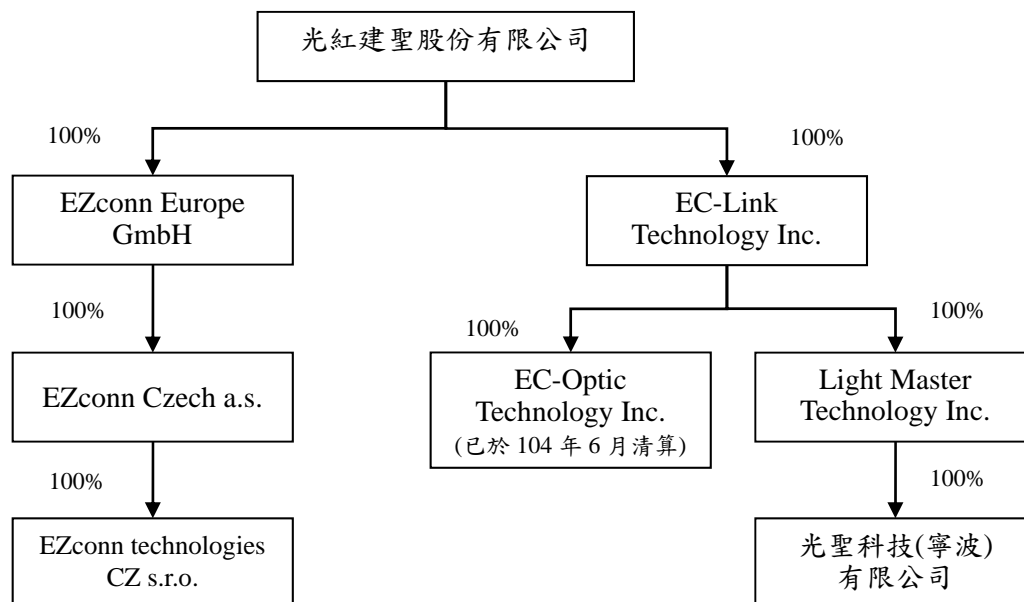 光紅建聖股份有限公司
100%
100%
EZconn Europe
GmbH
EC-Link
Technology Inc.
100%
100%
100%
EZconn Czech a.s.
EC-Optic
Technology Inc.
(已於 104 年 6 月清算)
Light Master
Technology Inc.
100%
100%
EZconn technologies
CZ s.r.o.
光聖科技(寧波)
有限公司